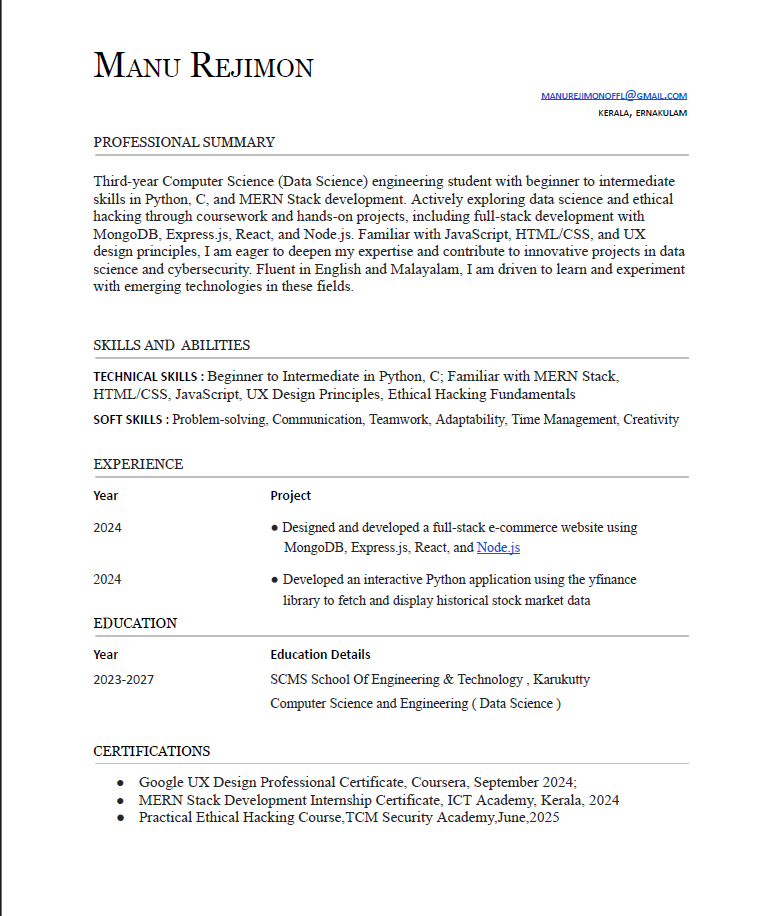 MANU REJIMON
MANUREJIMONOFFL@GMAIL.COM
KERALA, ERNAKULAM
PROFESSIONAL SUMMARY
Third-year Computer Science (Data Science) engineering student with beginner to intermediate
skills in Python, C, and MERN Stack development. Actively exploring data science and ethical
hacking through coursework and hands-on projects, including full-stack development with
MongoDB, Express.js, React, and Node.js. Familiar with JavaScript, HTML/CSS, and UX
design principles, I am eager to deepen my expertise and contribute to innovative projects in data
science and cybersecurity. Fluent in English and Malayalam, I am driven to learn and experiment
with emerging technologies in these fields.
SKILLS AND ABILITIES
TECHNICAL SKILLS : Beginner to Intermediate in Python, C; Familiar with MERN Stack,
HTML/CSS, JavaScript, UX Design Principles, Ethical Hacking Fundamentals
SOFT SKILLS : Problem-solving, Communication, Teamwork, Adaptability, Time Management, Creativity
EXPERIENCE
Year Project
2024 ● Designed and developed a full-stack e-commerce website using
MongoDB, Express.js, React, and Node.js
2024 ● Developed an interactive Python application using the yfinance
library to fetch and display historical stock market data
EDUCATION
Year Education Details
2023-2027 SCMS School Of Engineering & Technology , Karukutty
Computer Science and Engineering ( Data Science )
CERTIFICATIONS
● Google UX Design Professional Certificate, Coursera, September 2024;
● MERN Stack Development Internship Certificate, ICT Academy, Kerala, 2024
● Practical Ethical Hacking Course,TCM Security Academy,June,2025